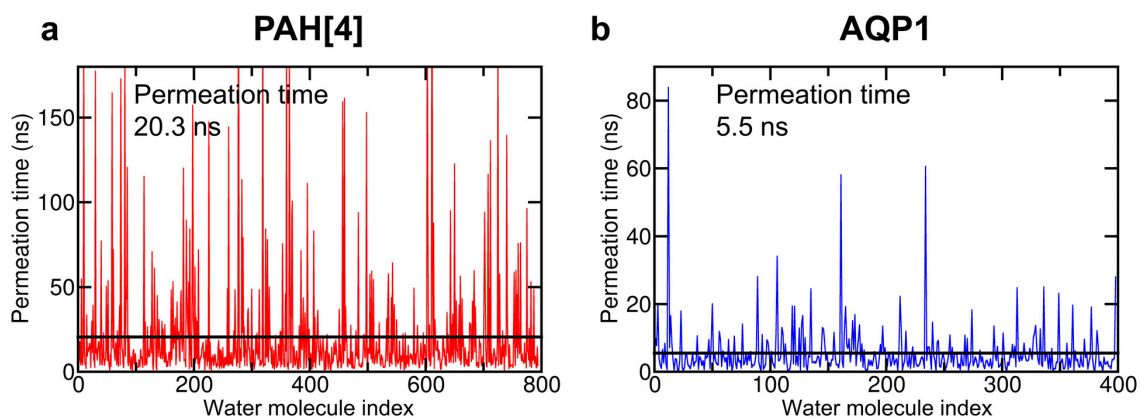 a
PAH[4]
Permeation time
20.3 ns
Permeation time (ns)
150
100
50
0
0
200
400
600
800
Water molecule index
b
AQP1
Permeation time
5.5 ns
Permeation time (ns)
80
60
40
20
0
0
100
200
300
400
Water molecule index